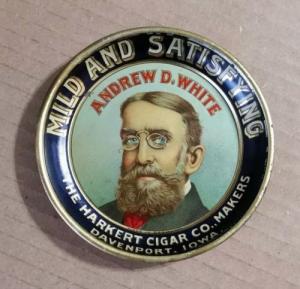 MILD AND SATISFYING
ANDREW D. WHITE
THE HARKERT CIGAR CO., MAKERS
DAVENPORT, IOWA